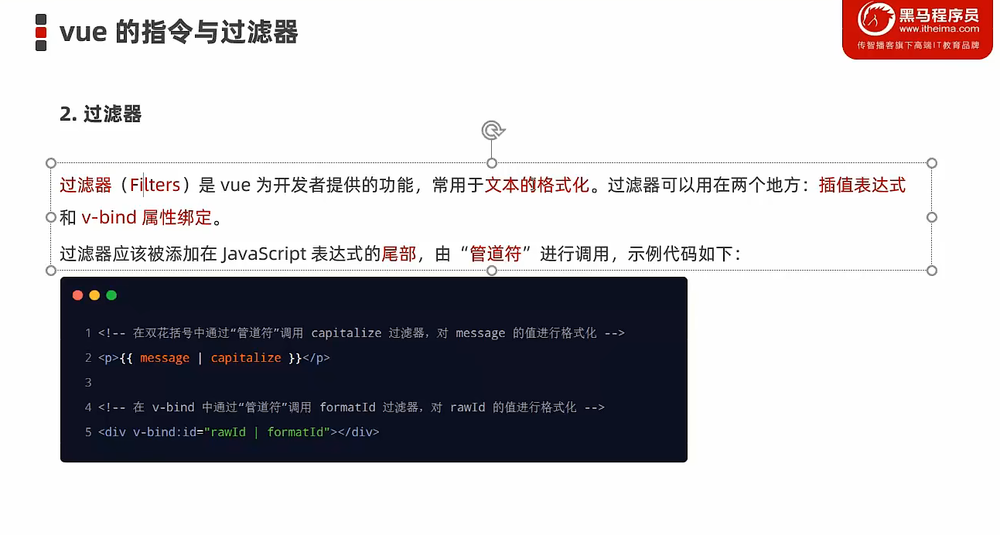 vue 的指令与过滤器
黑马程序员
www.itheima.com
传智播客旗下高端IT教育品牌
2. 过滤器
过滤器（Filters）是 vue 为开发者提供的功能，常用于文本的格式化。过滤器可以用在两个地方：插值表达式
和 v-bind 属性绑定。
过滤器应该被添加在 JavaScript 表达式的尾部，由“管道符”进行调用，示例代码如下：
1 <!-- 在双花括号中通过“管道符”调用 capitalize 过滤器，对 message 的值进行格式化 -->
2 <p>{{ message | capitalize }}</p>
3
4 <!-- 在 v-bind 中通过“管道符”调用 formatId 过滤器，对 rawId 的值进行格式化 -->
5 <div v-bind:id="rawId | formatId"></div>